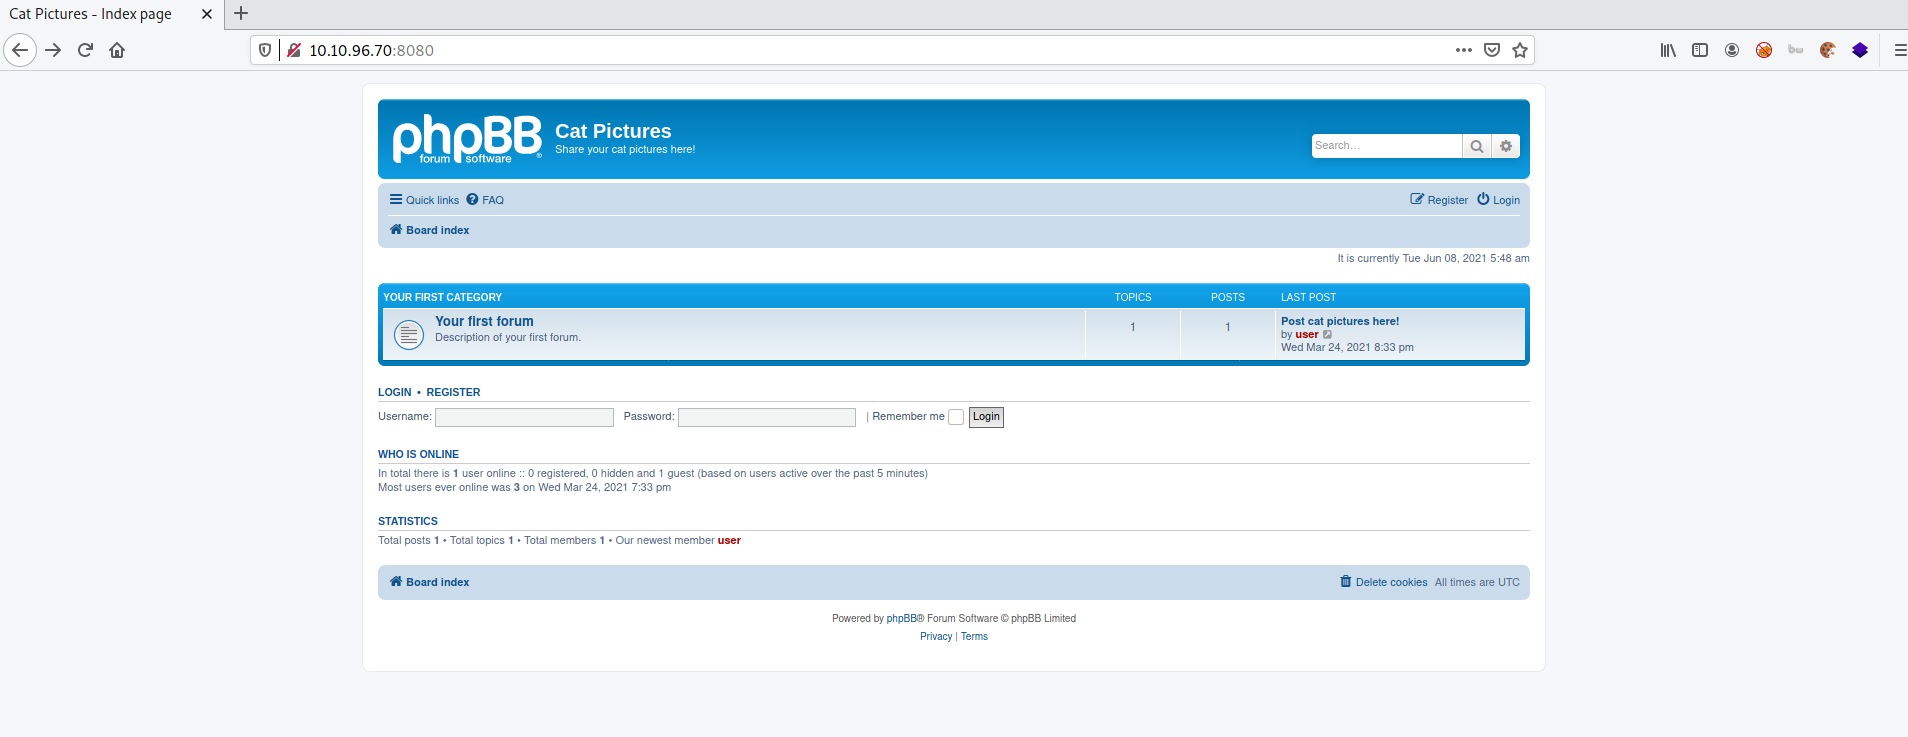 Cat Pictures - Index page
10.10.96.70:8080
phpBB
forum software ®
Cat Pictures
Share your cat pictures here!
Search…
Quick links FAQ
Register Login
Board index
It is currently Tue Jun 08, 2021 5:48 am
YOUR FIRST CATEGORY TOPICS POSTS LAST POST
Your first forum
Description of your first forum.
1
1
Post cat pictures here!
by user
Wed Mar 24, 2021 8:33 pm
LOGIN • REGISTER
Username: Password: | Remember me Login
WHO IS ONLINE
In total there is 1 user online :: 0 registered, 0 hidden and 1 guest (based on users active over the past 5 minutes)
Most users ever online was 3 on Wed Mar 24, 2021 7:33 pm
STATISTICS
Total posts 1 • Total topics 1 • Total members 1 • Our newest member user
Board index
Delete cookies All times are UTC
Powered by phpBB® Forum Software © phpBB Limited
Privacy | Terms